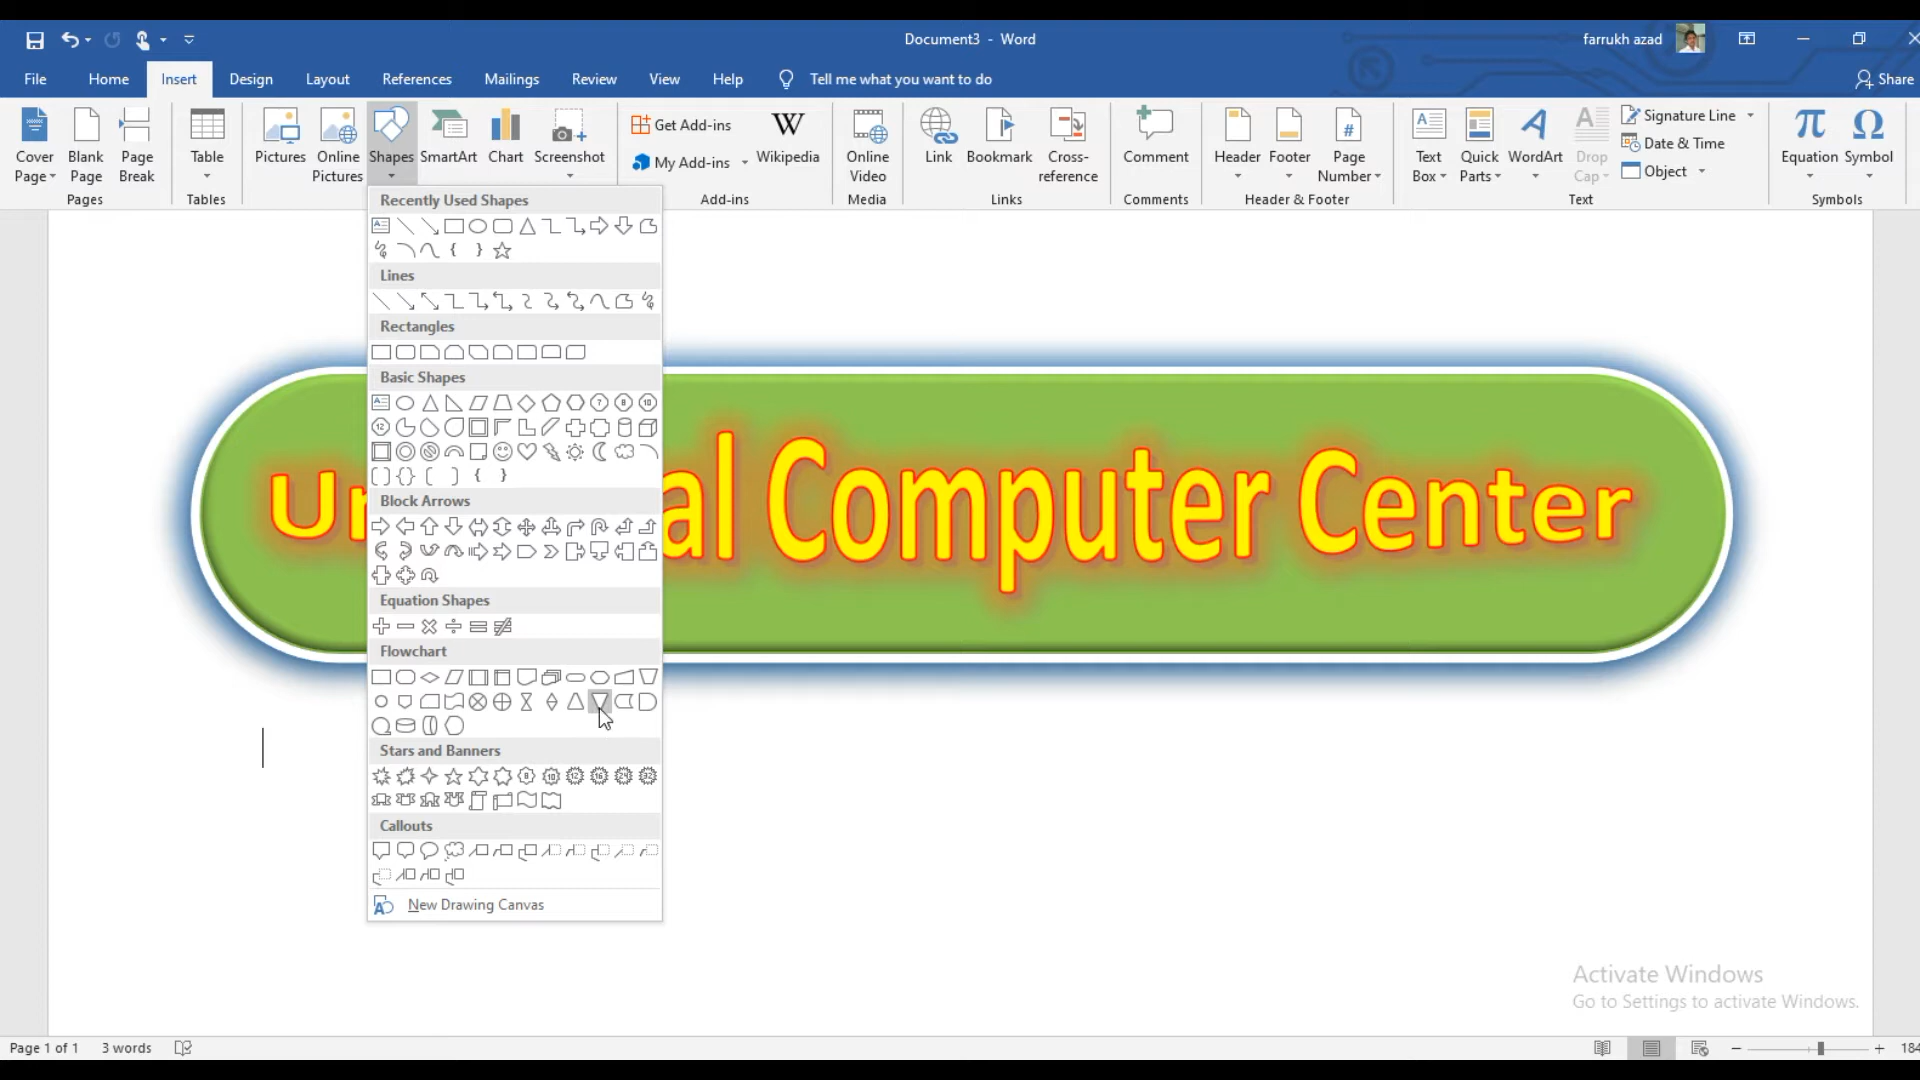 Document3 - Word
farrukh azad
File Home Insert Design Layout References Mailings Review View Help Tell me what you want to do
Share
Cover Page
Blank Page
Page Break
Pages
Table
Tables
Pictures
Online Pictures
Shapes
SmartArt
Chart
Screenshot
Get Add-ins
My Add-ins
Wikipedia
Add-ins
Online Video
Media
Link
Bookmark
Cross-reference
Links
Comment
Comments
Header
Footer
Page Number
Header & Footer
Text Box
Quick Parts
WordArt
Drop Cap
Signature Line
Date & Time
Object
Text
Equation
Symbol
Symbols
Recently Used Shapes
Lines
Rectangles
Basic Shapes
Block Arrows
Equation Shapes
Flowchart
Stars and Banners
Callouts
New Drawing Canvas
al Computer Center
Activate Windows
Go to Settings to activate Windows.
Page 1 of 1 3 words
184